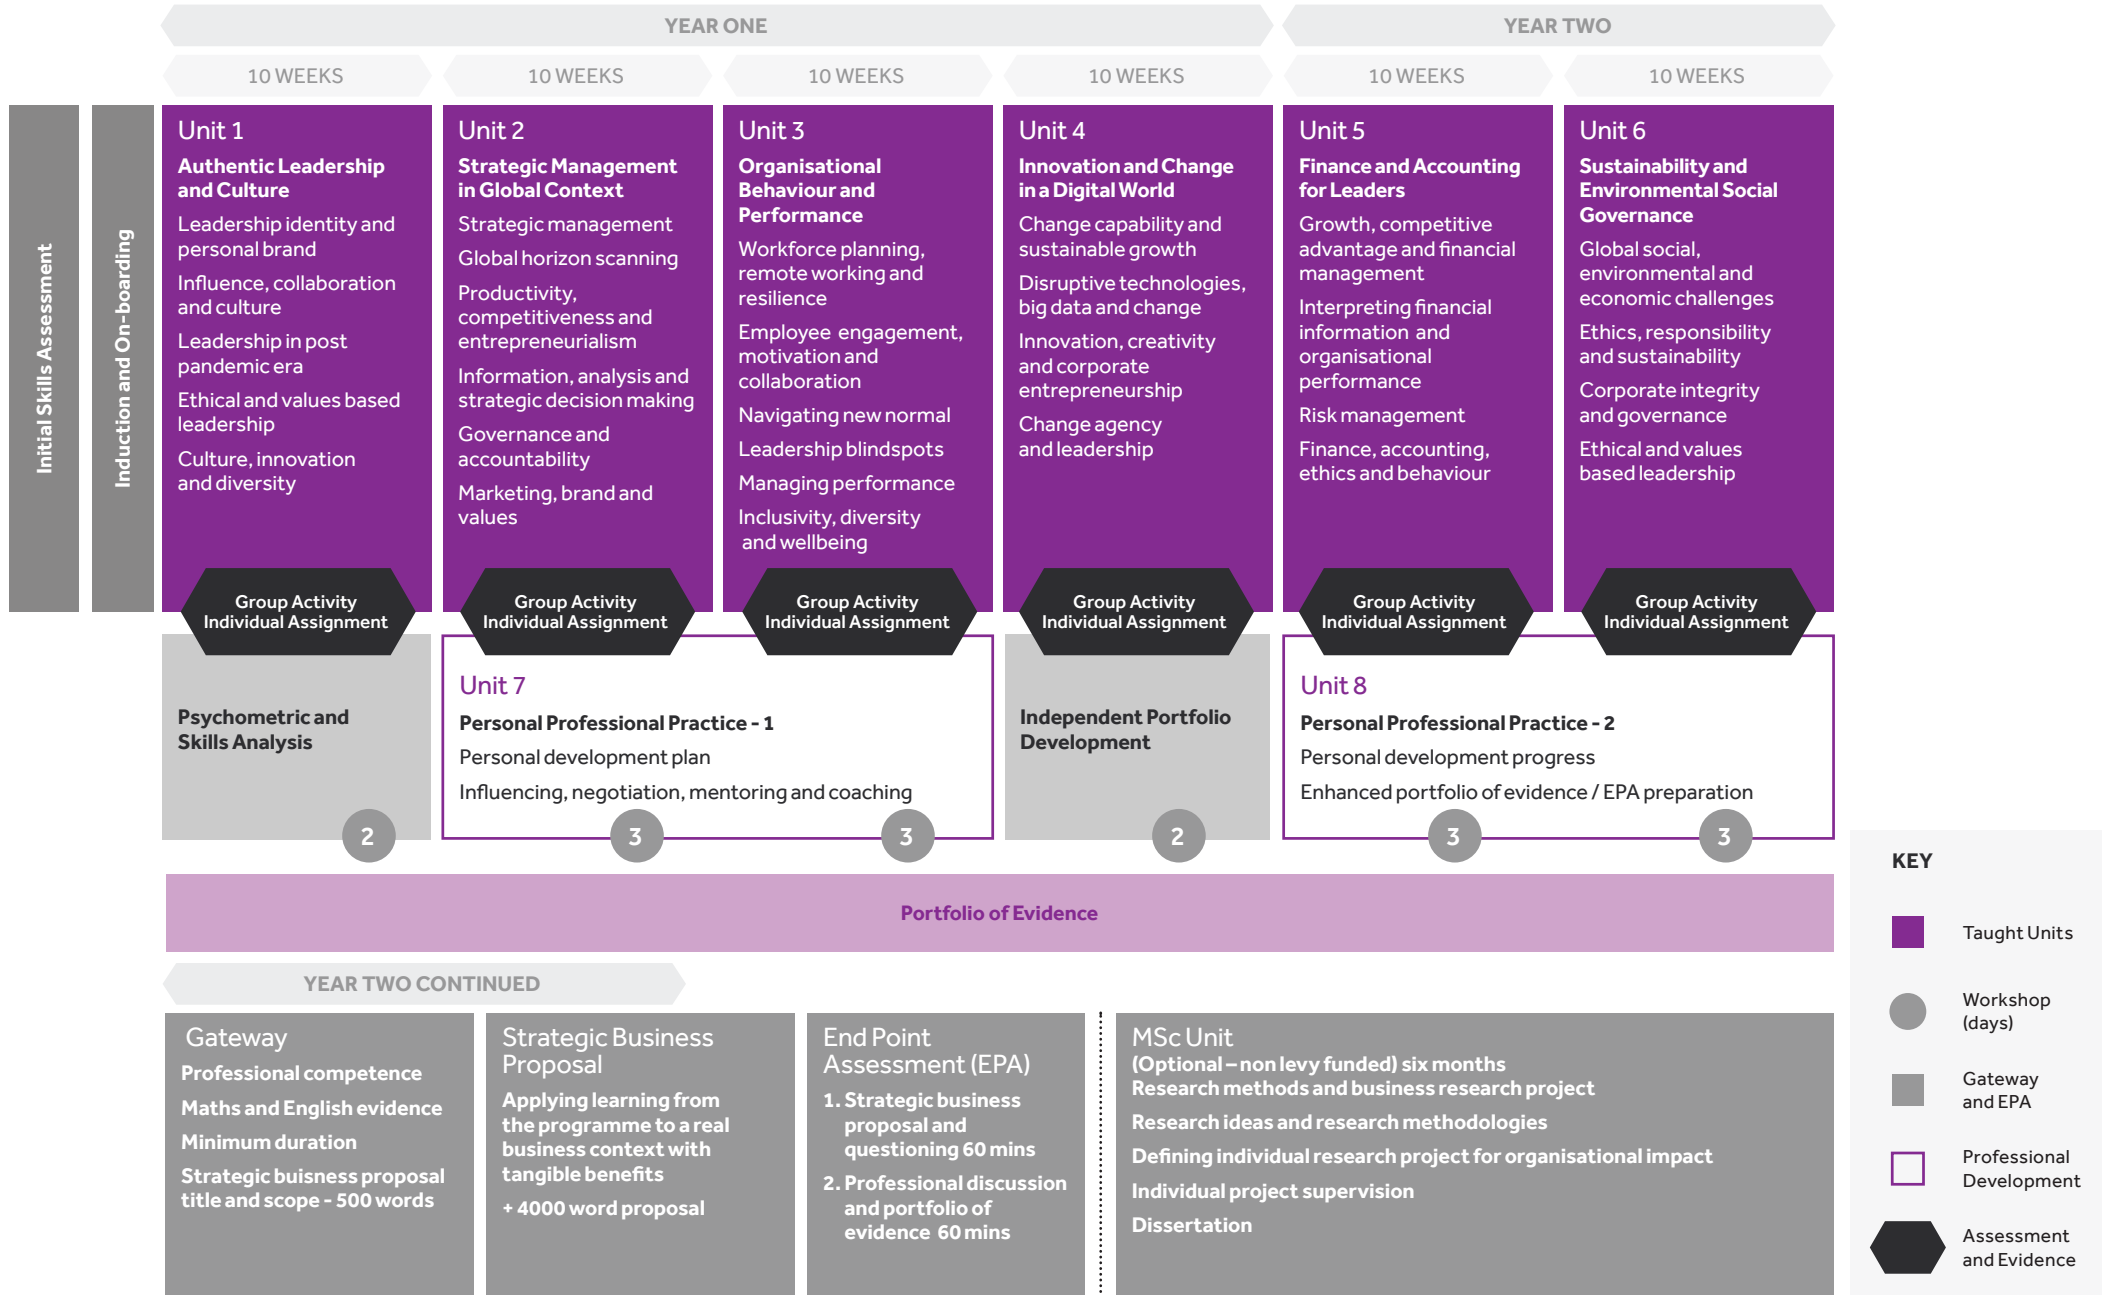 YEAR ONE
YEAR TWO
10 WEEKS
10 WEEKS
10 WEEKS
10 WEEKS
10 WEEKS
10 WEEKS
Initial Skills Assessment
Induction and On-boarding
Unit 1
Authentic Leadership
and Culture
Leadership identity and
personal brand
Influence, collaboration
and culture
Leadership in post
pandemic era
Ethical and values based
leadership
Culture, innovation
and diversity
Group Activity
Individual Assignment
Unit 2
Strategic Management
in Global Context
Strategic management
Global horizon scanning
Productivity,
competitiveness and
entrepreneurialism
Information, analysis and
strategic decision making
Governance and
accountability
Marketing, brand and
values
Group Activity
Individual Assignment
Unit 3
Organisational
Behaviour and
Performance
Workforce planning,
remote working and
resilience
Employee engagement,
motivation and
collaboration
Navigating new normal
Leadership blindspots
Managing performance
Inclusivity, diversity
and wellbeing
Group Activity
Individual Assignment
Unit 4
Innovation and Change
in a Digital World
Change capability and
sustainable growth
Disruptive technologies,
big data and change
Innovation, creativity
and corporate
entrepreneurship
Change agency
and leadership
Group Activity
Individual Assignment
Unit 5
Finance and Accounting
for Leaders
Growth, competitive
advantage and financial
management
Interpreting financial
information and
organisational
performance
Risk management
Finance, accounting,
ethics and behaviour
Group Activity
Individual Assignment
Unit 6
Sustainability and
Environmental Social
Governance
Global social,
environmental and
economic challenges
Ethics, responsibility
and sustainability
Corporate integrity
and governance
Ethical and values
based leadership
Group Activity
Individual Assignment
Psychometric and
Skills Analysis
2
Unit 7
Personal Professional Practice - 1
Personal development plan
Influencing, negotiation, mentoring and coaching
3
3
Independent Portfolio
Development
2
Unit 8
Personal Professional Practice - 2
Personal development progress
Enhanced portfolio of evidence / EPA preparation
3
3
Portfolio of Evidence
YEAR TWO CONTINUED
Gateway
Professional competence
Maths and English evidence
Minimum duration
Strategic buisness proposal
title and scope - 500 words
Strategic Business
Proposal
Applying learning from
the programme to a real
business context with
tangible benefits
+ 4000 word proposal
End Point
Assessment (EPA)
1. Strategic business
proposal and
questioning 60 mins
2. Professional discussion
and portfolio of
evidence 60 mins
MSc Unit
(Optional – non levy funded) six months
Research methods and business research project
Research ideas and research methodologies
Defining individual research project for organisational impact
Individual project supervision
Dissertation
KEY
Taught Units
Workshop
(days)
Gateway
and EPA
Professional
Development
Assessment
and Evidence